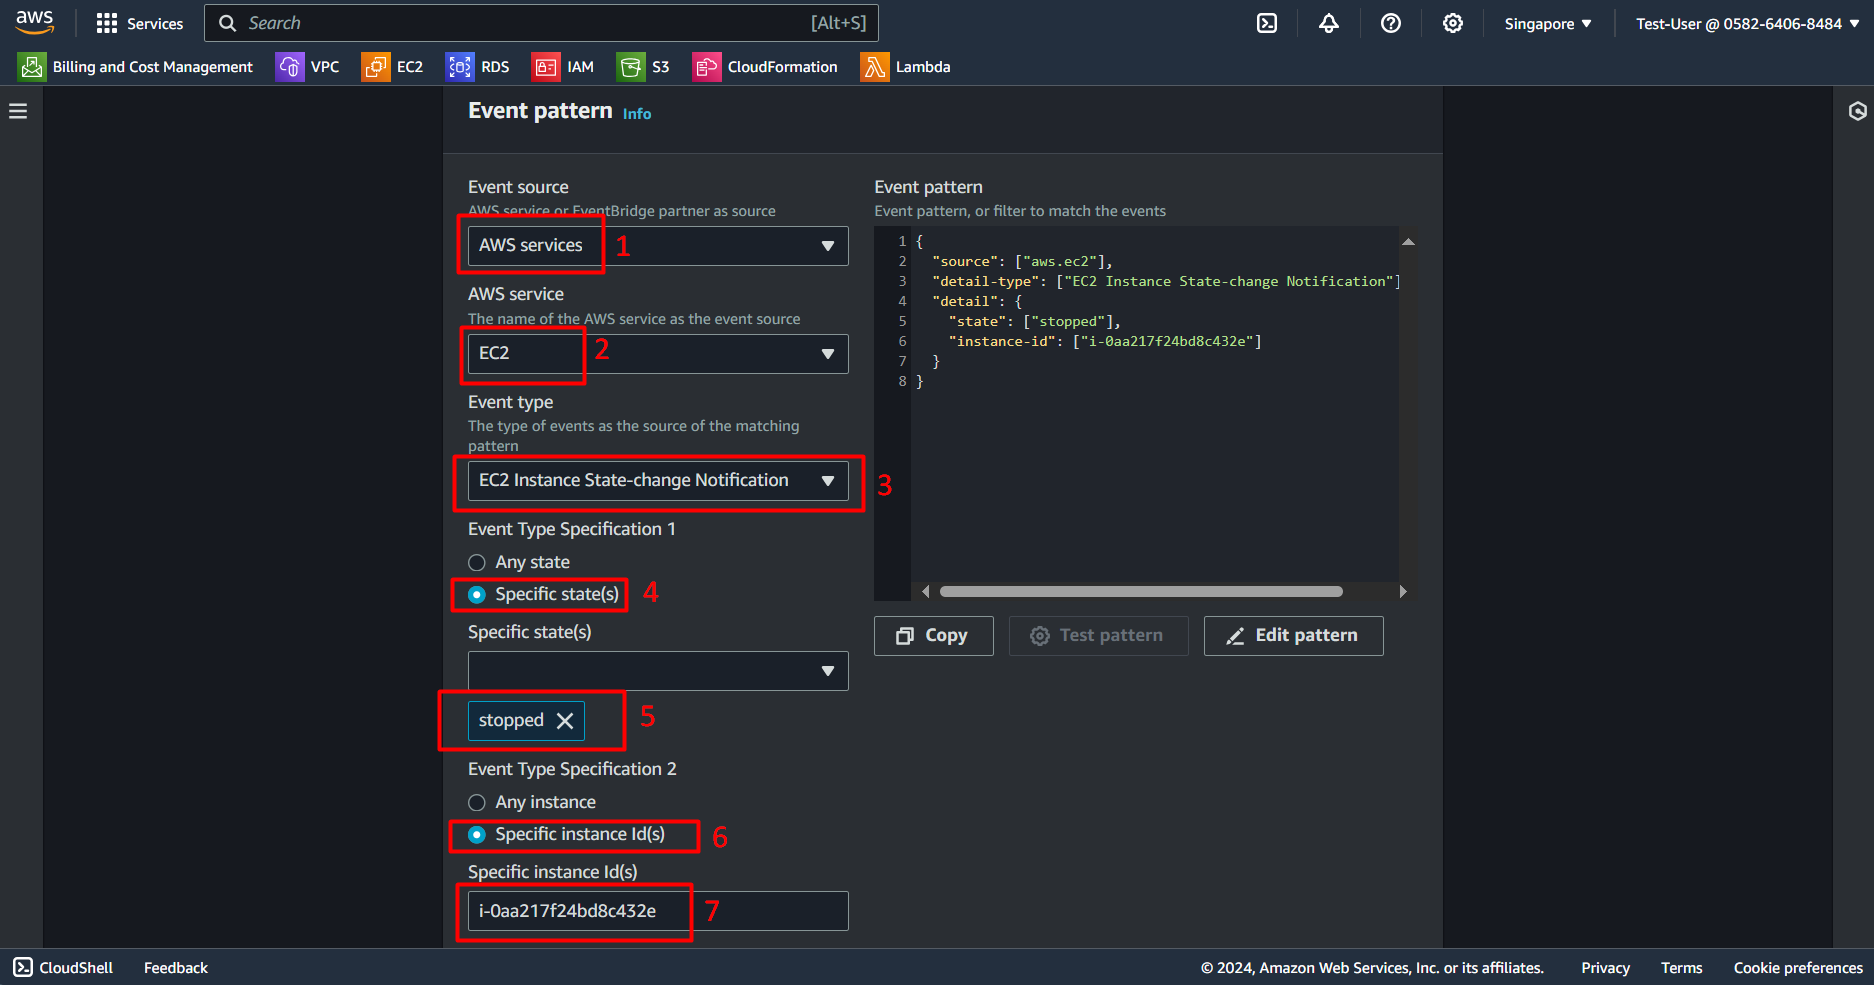 aws
Services
Search
[Alt+S]
Singapore
Test-User @ 0582-6406-8484
Billing and Cost Management
VPC
EC2
RDS
IAM
S3
CloudFormation
Lambda
Event pattern Info
Event source
AWS service or EventBridge partner as source
AWS services
1
AWS service
The name of the AWS service as the event source
EC2
2
Event type
The type of events as the source of the matching
pattern
EC2 Instance State-change Notification
3
Event Type Specification 1
Any state
Specific state(s)
4
Specific state(s)
stopped
5
Event Type Specification 2
Any instance
Specific instance Id(s)
6
Specific instance Id(s)
i-0aa217f24bd8c432e
7
Event pattern
Event pattern, or filter to match the events
1 {
2 "source": ["aws.ec2"],
3 "detail-type": ["EC2 Instance State-change Notification"]
4 "detail": {
5 "state": ["stopped"],
6 "instance-id": ["i-0aa217f24bd8c432e"]
7 }
8 }
Copy
Test pattern
Edit pattern
CloudShell
Feedback
© 2024, Amazon Web Services, Inc. or its affiliates.
Privacy
Terms
Cookie preferences